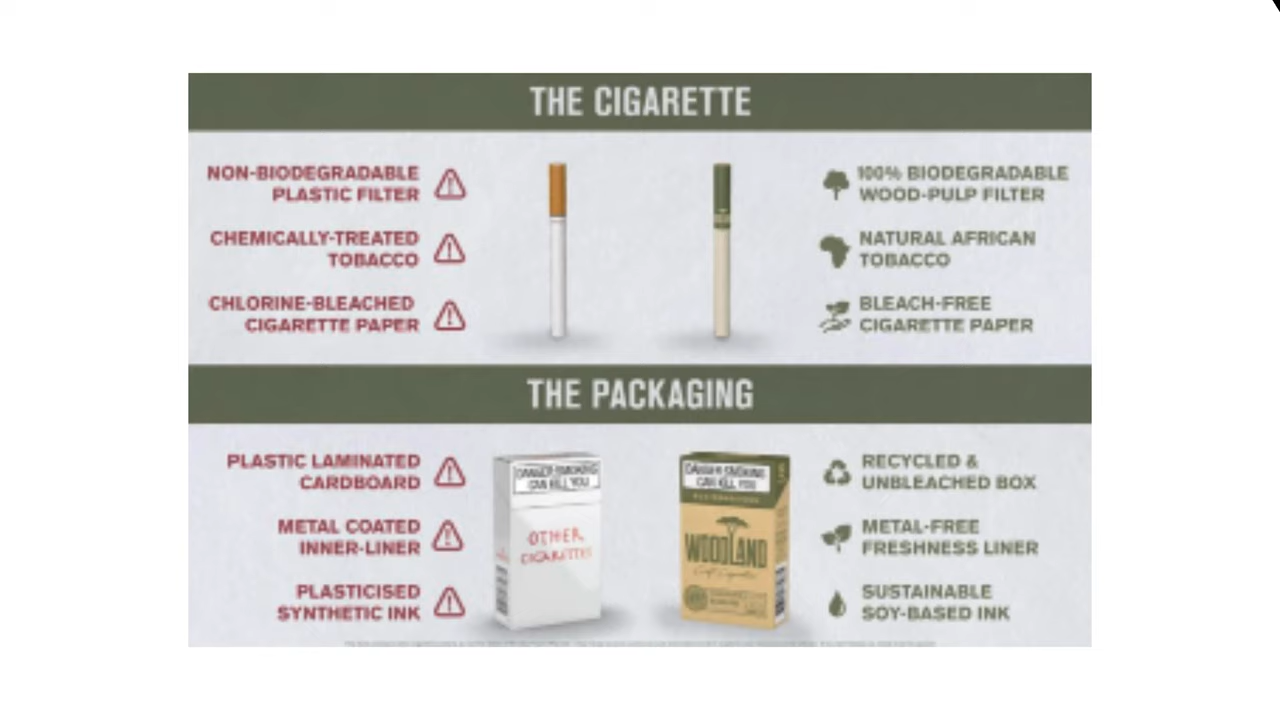 THE CIGARETTE
NON-BIODEGRADABLE
PLASTIC FILTER
CHEMICALLY-TREATED
TOBACCO
CHLORINE-BLEACHED
CIGARETTE PAPER
100% BIODEGRADABLE
WOOD-PULP FILTER
NATURAL AFRICAN
TOBACCO
BLEACH-FREE
CIGARETTE PAPER
THE PACKAGING
PLASTIC LAMINATED
CARDBOARD
METAL COATED
INNER-LINER
PLASTICISED
SYNTHETIC INK
DANGER: SMOKING
CAN KILL YOU
OTHER
CIGARETTES
DANGER: SMOKING
CAN KILL YOU
WOODLAND
RECYCLED &
UNBLEACHED BOX
METAL-FREE
FRESHNESS LINER
SUSTAINABLE
SOY-BASED INK